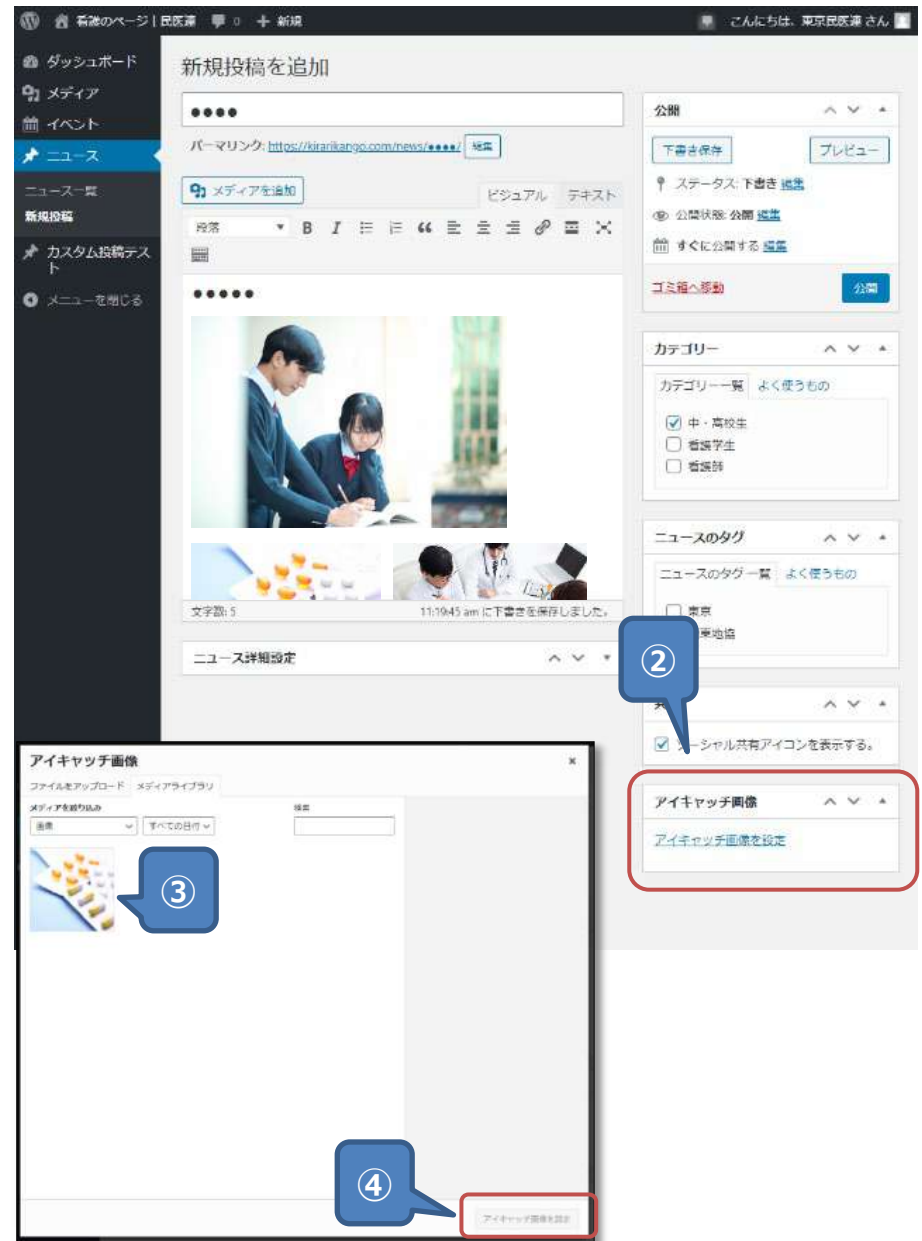 看護のページ | 民医連 0 + 新規
こんにちは、東京民医連 さん
ダッシュボード
メディア
イベント
ニュース
ニュース一覧
新規投稿
カスタム投稿テス
ト
メニューを閉じる
新規投稿を追加
●●●●
パーマリンク: https://kirarikango.com/news/●●●●/ 編集
メディアを追加
ビジュアル テキスト
段落 B I
●●●●●
文字数: 5 11:19:45 am に下書きを保存しました。
ニュース詳細設定
公開
下書き保存 プレビュー
ステータス: 下書き 編集
公開状態: 公開 編集
すぐに公開する 編集
ゴミ箱へ移動 公開
カテゴリー
カテゴリー一覧 よく使うもの
中・高校生
看護学生
看護師
ニュースのタグ
ニュースのタグ 一覧 よく使うもの
東京
東地協
②
ソーシャル共有アイコンを表示する。
アイキャッチ画像
アイキャッチ画像を設定
アイキャッチ画像 ×
ファイルをアップロード メディアライブラリ
メディアを絞り込み 検索
画像 すべての日付
③
④
アイキャッチ画像を設定